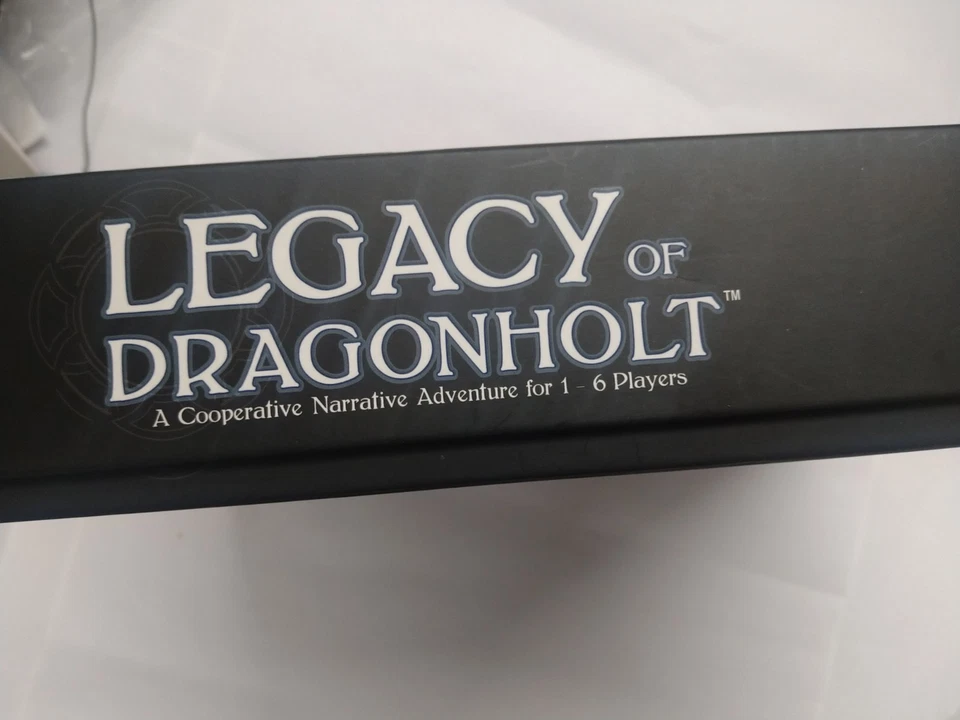 LEGACY OF
DRAGONHOLT™
A Cooperative Narrative Adventure for 1 - 6 Players